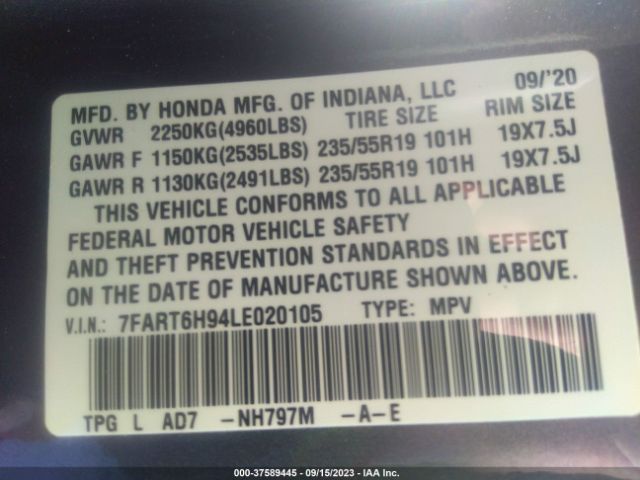 MFD. BY HONDA MFG. OF INDIANA, LLC 09/'20
GVWR 2250KG(4960LBS) TIRE SIZE RIM SIZE
GAWR F 1150KG(2535LBS) 235/55R19 101H 19X7.5J
GAWR R 1130KG(2491LBS) 235/55R19 101H 19X7.5J
THIS VEHICLE CONFORMS TO ALL APPLICABLE
FEDERAL MOTOR VEHICLE SAFETY
AND THEFT PREVENTION STANDARDS IN EFFECT
ON THE DATE OF MANUFACTURE SHOWN ABOVE.
V.I.N.: 7FART6H94LE020105 TYPE: MPV
TPG L AD7 -NH797M -A-E
000-37589445 - 09/15/2023 - IAA Inc.